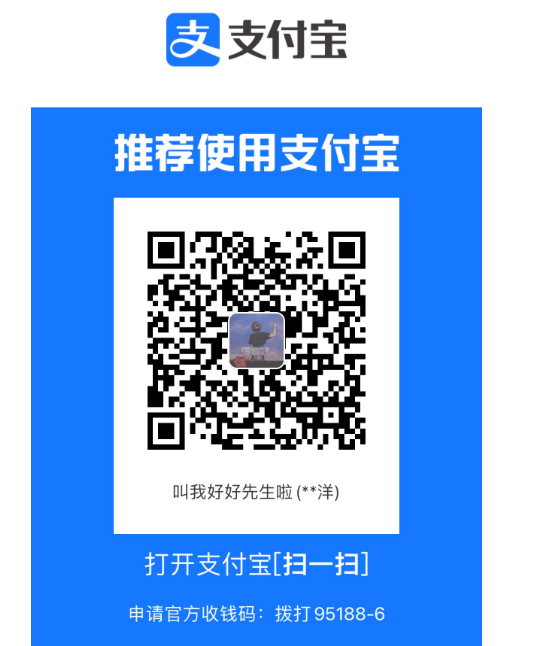 支付宝
推荐使用支付宝
叫我好好先生啦 (**洋)
打开支付宝[扫一扫]
申请官方收钱码：拨打 95188-6